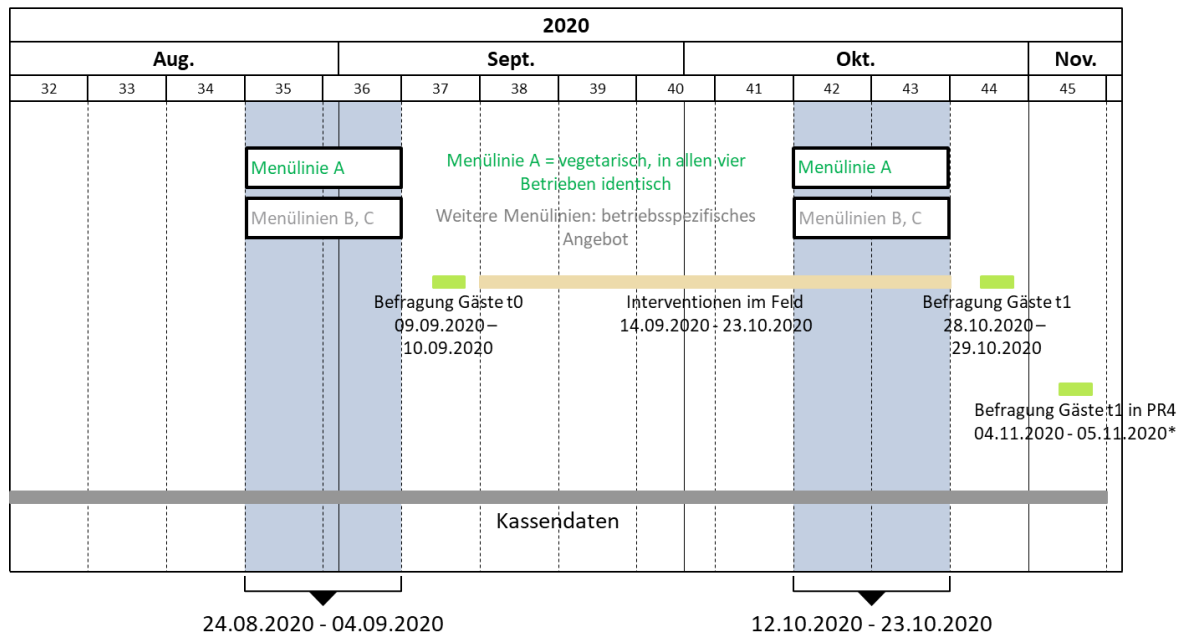 2020
Aug. Sept. Okt. Nov.
32 33 34 35 36 37 38 39 40 41 42 43 44 45
Menülinie A
Menülinie A = vegetarisch, in allen vier
Betrieben identisch
Menülinie A
Menülinien B, C
Weitere Menülinien: betriebsspezifisches
Angebot
Menülinien B, C
Befragung Gäste t0
09.09.2020 –
10.09.2020
Interventionen im Feld
14.09.2020 - 23.10.2020
Befragung Gäste t1
28.10.2020 –
29.10.2020
Befragung Gäste t1 in PR4
04.11.2020 - 05.11.2020*
Kassendaten
24.08.2020 - 04.09.2020
12.10.2020 - 23.10.2020